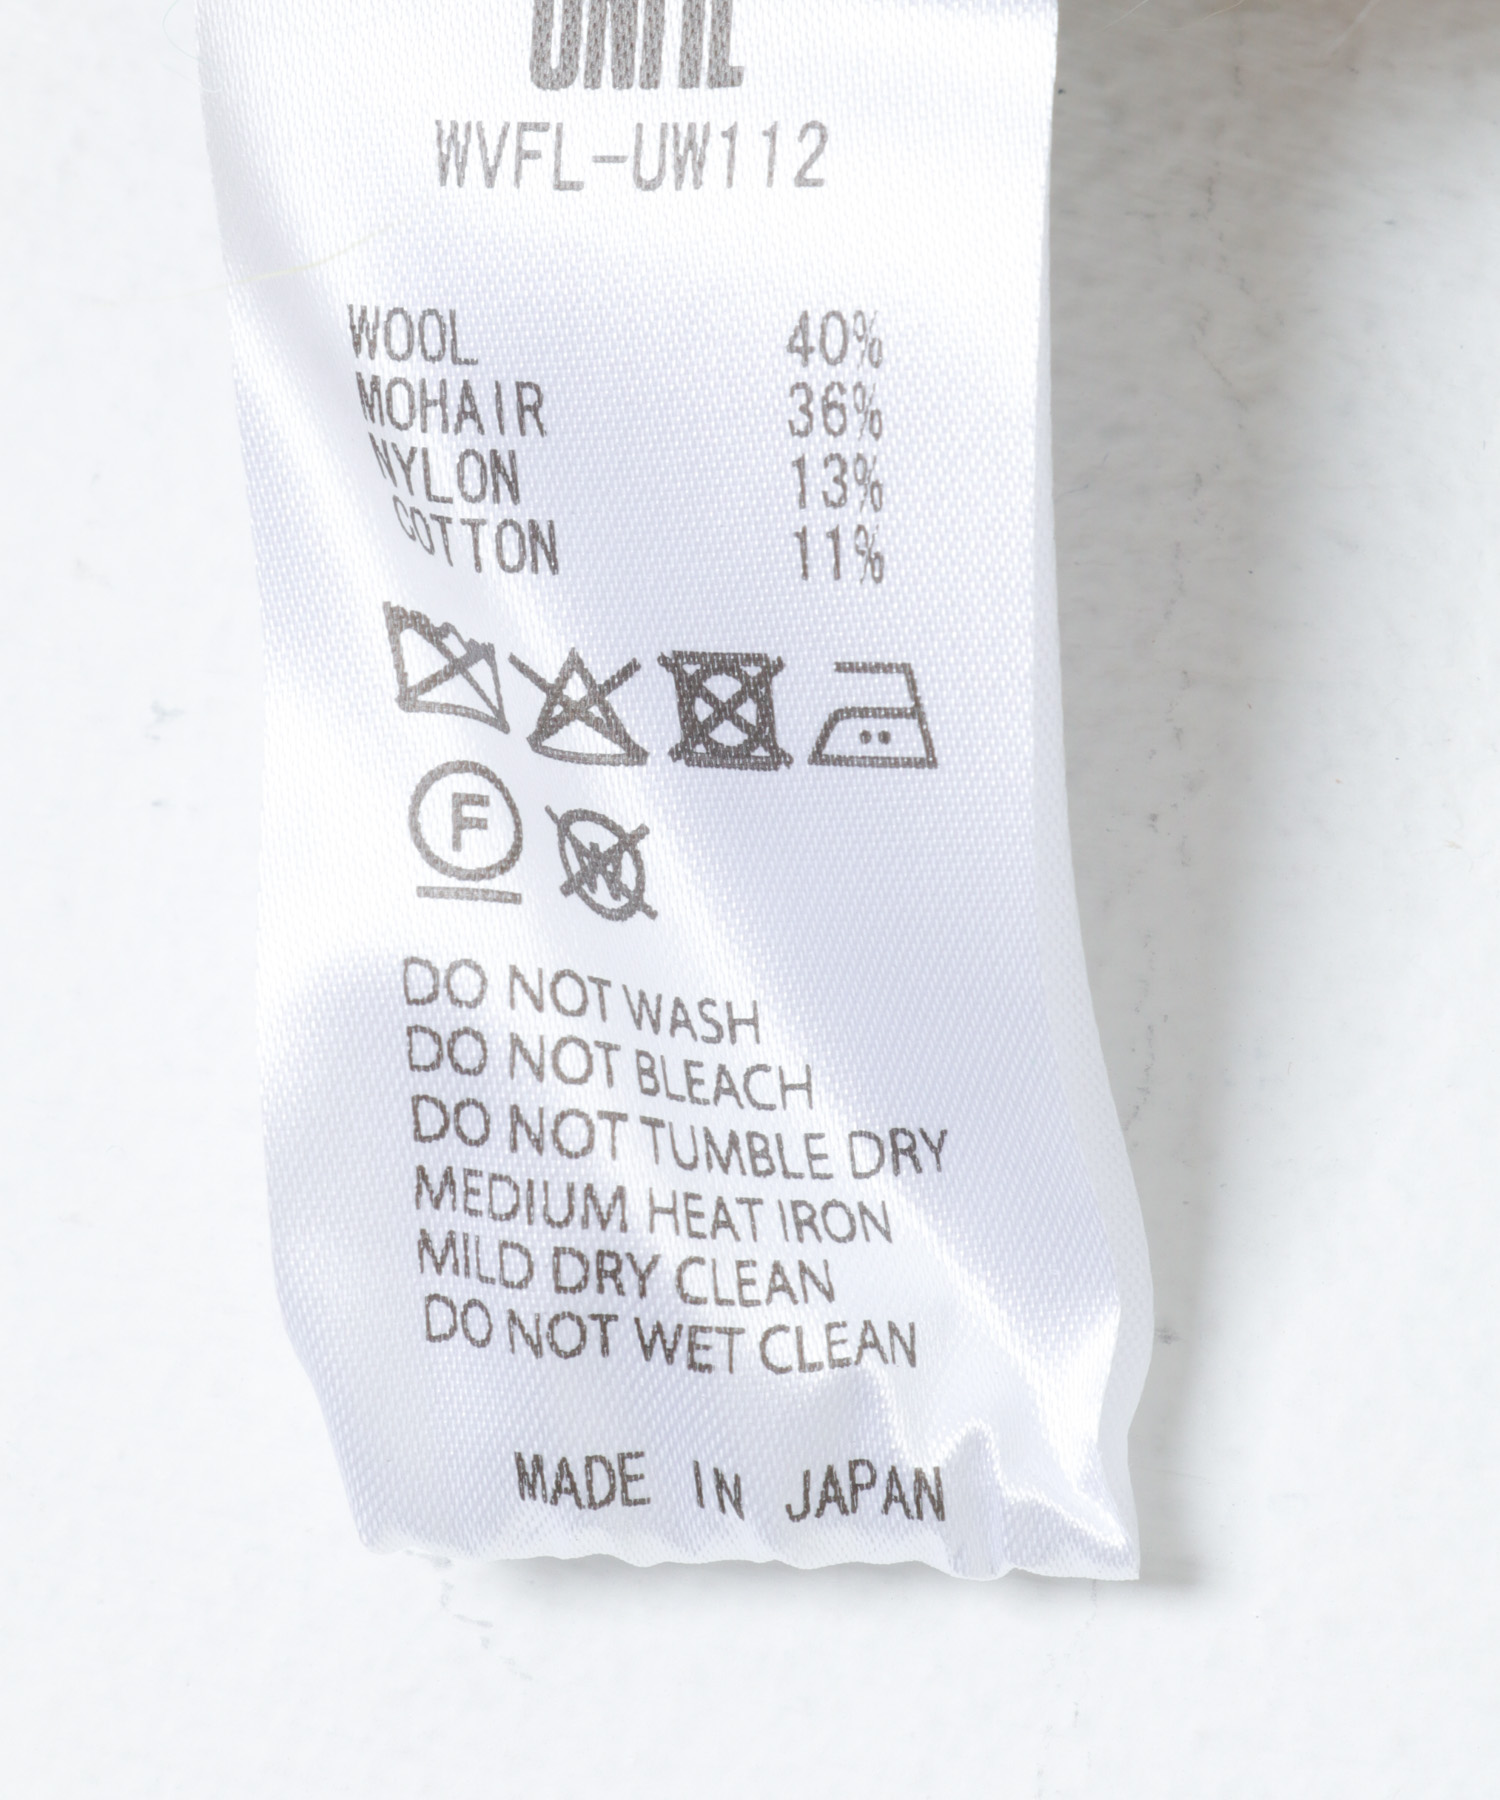 WVFL-UW112
WOOL 40%
MOHAIR 36%
NYLON 13%
COTTON 11%
F
W
DO NOT WASH
DO NOT BLEACH
DO NOT TUMBLE DRY
MEDIUM HEAT IRON
MILD DRY CLEAN
DO NOT WET CLEAN
MADE IN JAPAN